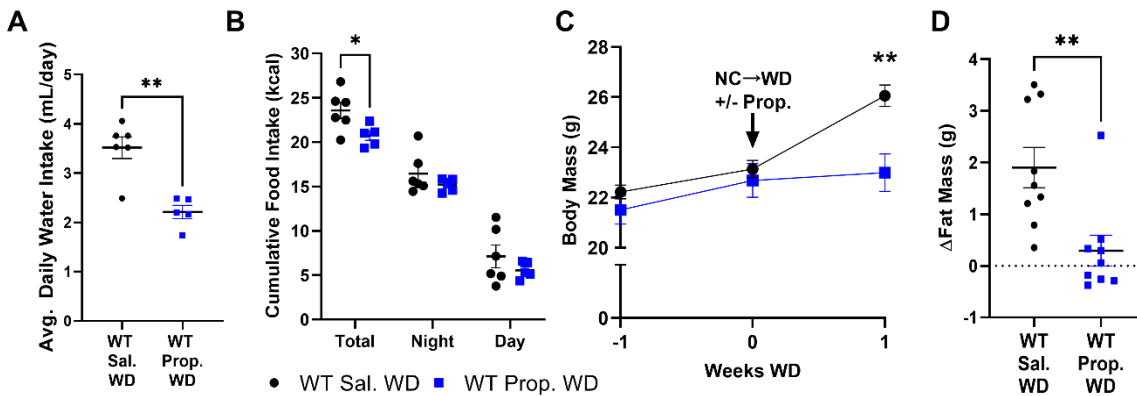 A
Avg. Daily Water Intake (mL/day)
5
4
3
2
1
0
**
WT
Sal.
WD
WT
Prop.
WD
B
Cumulative Food Intake (kcal)
30
25
20
15
10
5
0
*
Total
Night
Day
C
Body Mass (g)
28
26
24
22
20
0
NC→WD
+/- Prop.
**
-1
0
1
Weeks WD
D
ΔFat Mass (g)
4
3
2
1
0
-1
**
WT
Sal.
WD
WT
Prop.
WD
WT Sal. WD
WT Prop. WD